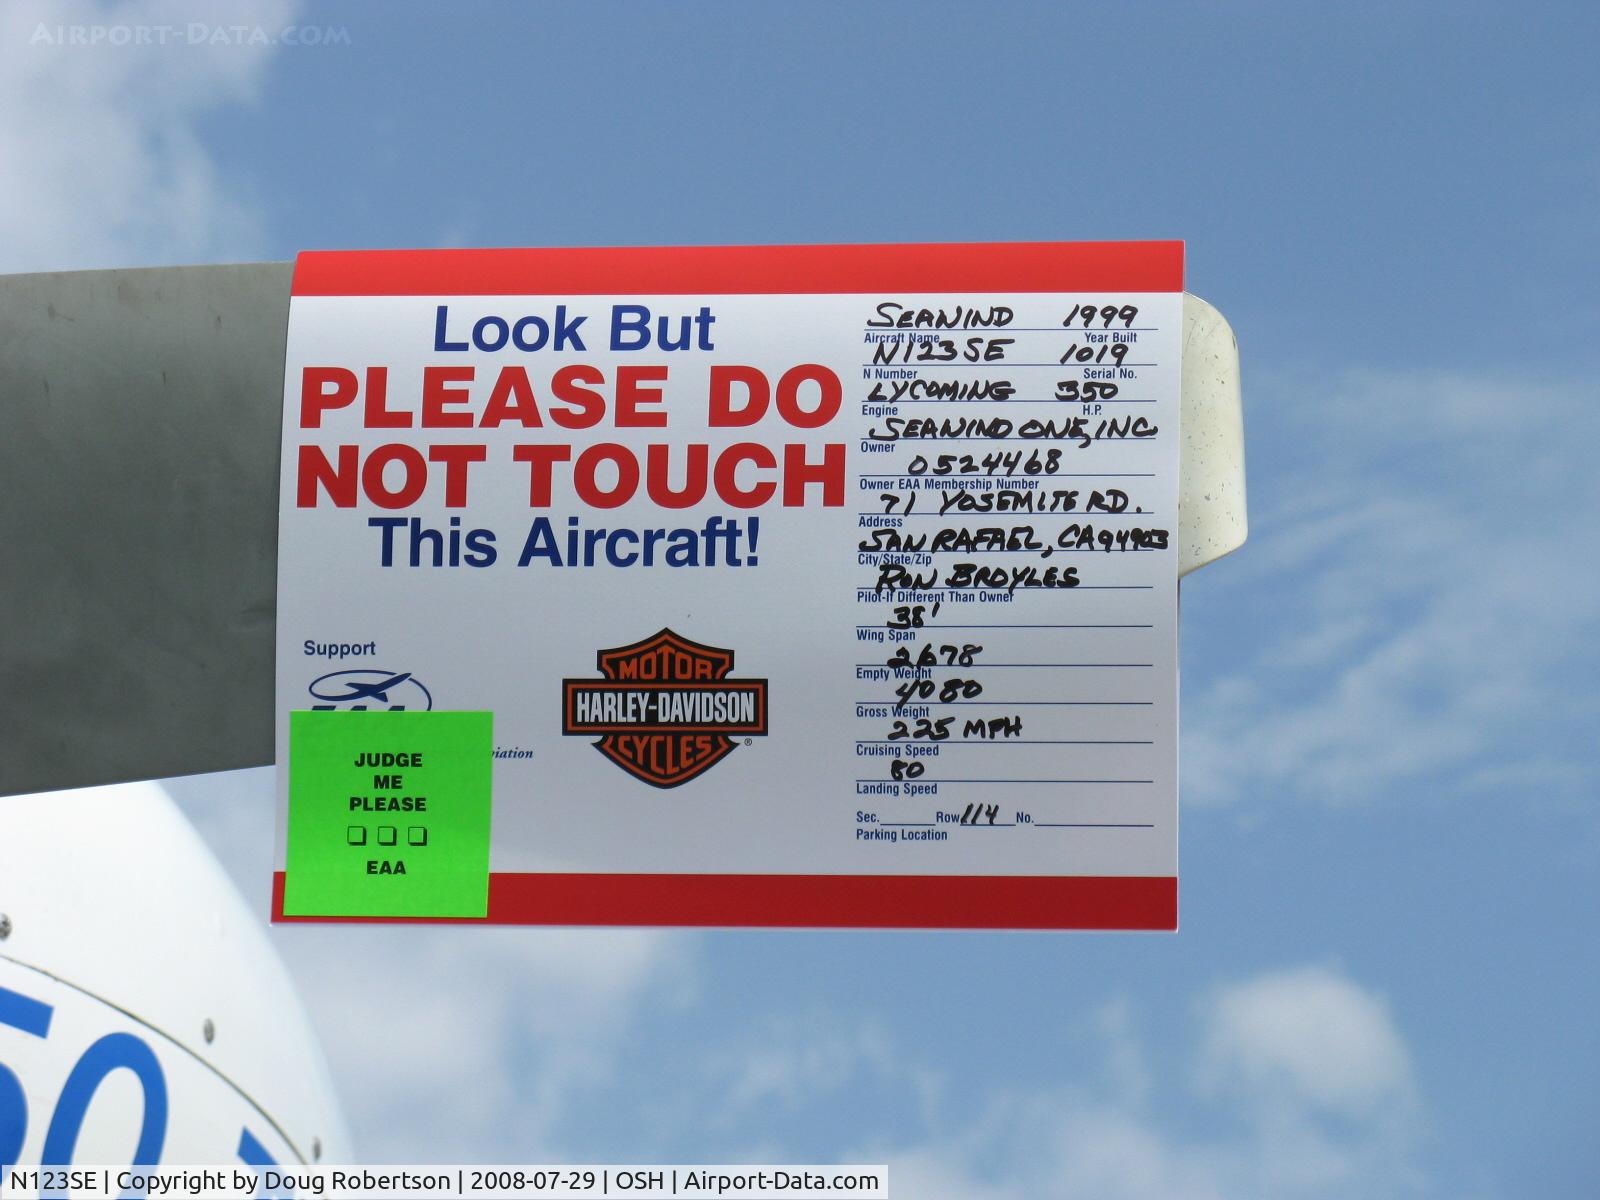 Airport-Data.com
Look But
PLEASE DO
NOT TOUCH
This Aircraft!
Support
JUDGE
ME
PLEASE
EAA
MOTOR
HARLEY-DAVIDSON
CYCLES
®
SEAWIND 1999
Aircraft Name Year Built
N123SE 1019
N Number Serial No.
LYCOMING 350
Engine H.P.
SEAWIND ONE, INC.
Owner
0524468
Owner EAA Membership Number
71 YOSEMITE RD.
Address
SAN RAFAEL, CA 94903
City/State/Zip
RON BROYLES
Pilot-If Different Than Owner
38'
Wing Span
2678
Empty Weight
4080
Gross Weight
225 MPH
Cruising Speed
80
Landing Speed
Sec. Row 114 No.
Parking Location
N123SE | Copyright by Doug Robertson | 2008-07-29 | OSH | Airport-Data.com